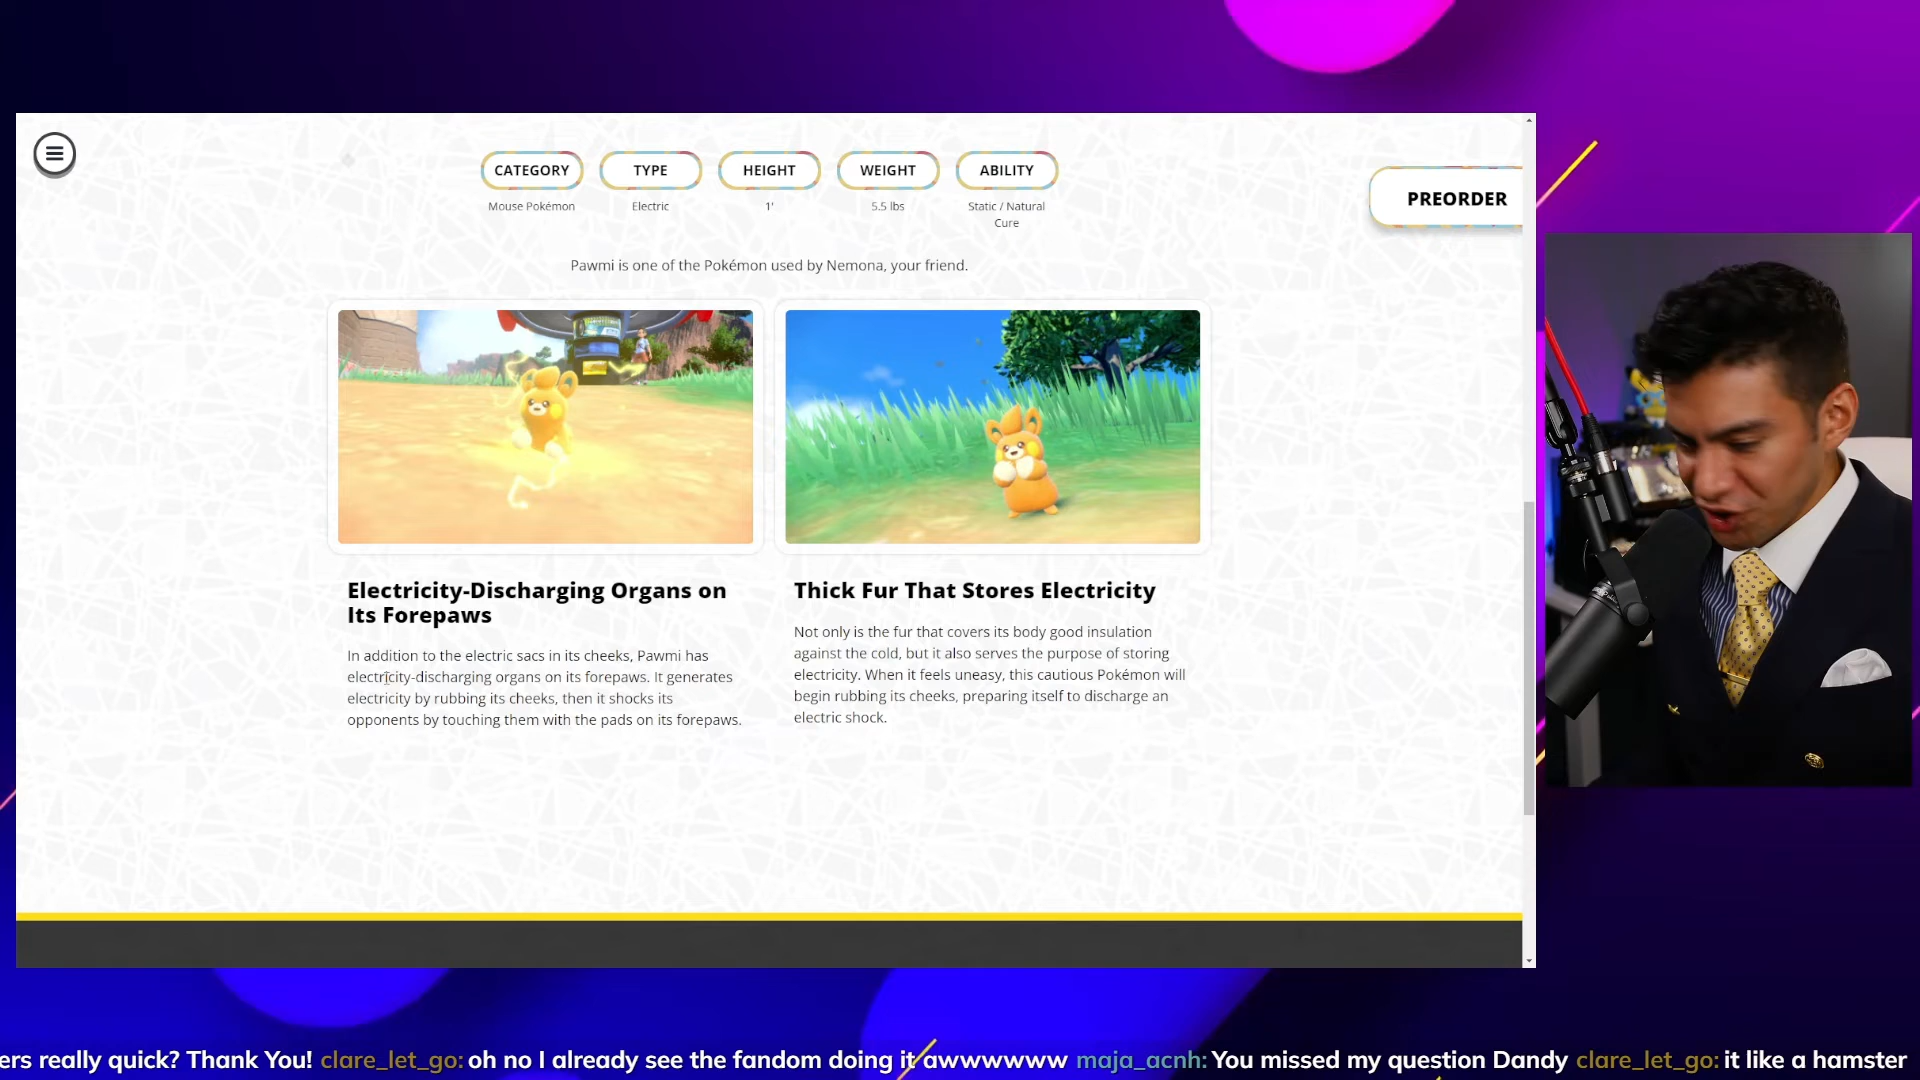 CATEGORY TYPE HEIGHT WEIGHT ABILITY
Mouse Pokémon Electric 1' 5.5 lbs Static / Natural
Cure
PREORDER
Pawmi is one of the Pokémon used by Nemona, your friend.
Electricity-Discharging Organs on
Its Forepaws
In addition to the electric sacs in its cheeks, Pawmi has
electricity-discharging organs on its forepaws. It generates
electricity by rubbing its cheeks, then it shocks its
opponents by touching them with the pads on its forepaws.
Thick Fur That Stores Electricity
Not only is the fur that covers its body good insulation
against the cold, but it also serves the purpose of storing
electricity. When it feels uneasy, this cautious Pokémon will
begin rubbing its cheeks, preparing itself to discharge an
electric shock.
ers really quick? Thank You! clare_let_go: oh no I already see the fandom doing it awwwwww maja_acnh: You missed my question Dandy clare_let_go: it like a hamster